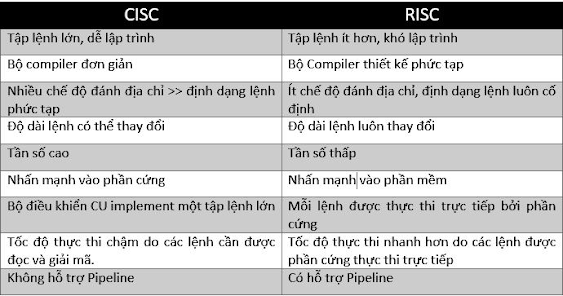 CISC RISC
Tập lệnh lớn, dễ lập trình Tập lệnh ít hơn, khó lập trình
Bộ compiler đơn giản Bộ Compiler thiết kế phức tạp
Nhiều chế độ đánh địa chỉ >> định dạng lệnh Ít chế độ đánh địa chỉ, định dạng lệnh luôn cố
phức tạp định
Độ dài lệnh có thể thay đổi Độ dài lệnh luôn thay đổi
Tần số cao Tần số thấp
Nhấn mạnh vào phần cứng Nhấn mạnh vào phần mềm
Bộ điều khiển CU implement một tập lệnh lớn Mỗi lệnh được thực thi trực tiếp bởi phần
cứng
Tốc độ thực thi chậm do các lệnh cần được Tốc độ thực thi nhanh hơn do các lệnh được
đọc và giải mã. phần cứng thực thi trực tiếp
Không hỗ trợ Pipeline Có hỗ trợ Pipeline